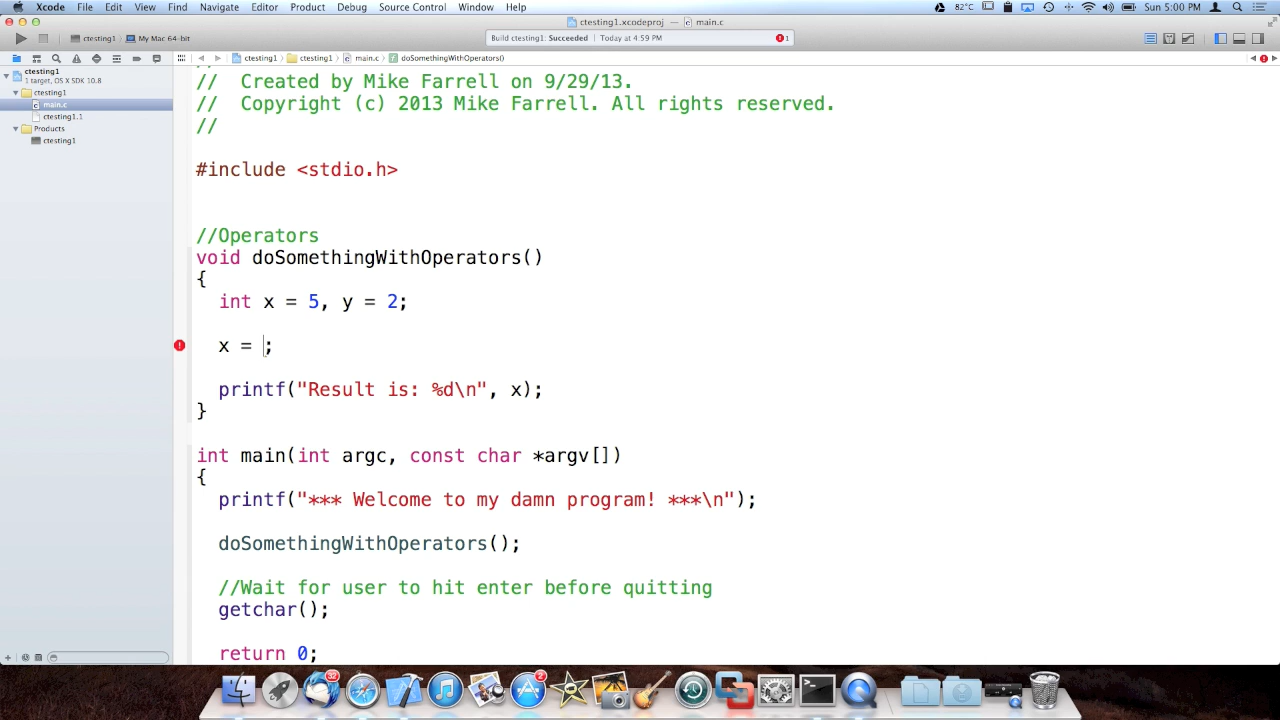 Xcode File Edit View Find Navigate Editor Product Debug Source Control Window Help 82°C Sun 5:00 PM
ctesting1.xcodeproj — main.c
ctesting1 My Mac 64-bit Build ctesting1: Succeeded Today at 4:59 PM 1
ctesting1 ctesting1 main.c doSomethingWithOperators()
ctesting1
1 target, OS X SDK 10.8
ctesting1
main.c
ctesting1.1
Products
ctesting1
//
// Created by Mike Farrell on 9/29/13.
// Copyright (c) 2013 Mike Farrell. All rights reserved.
//
#include <stdio.h>
//Operators
void doSomethingWithOperators()
{
int x = 5, y = 2;
x = ;
printf("Result is: %d\n", x);
}
int main(int argc, const char *argv[])
{
printf("*** Welcome to my damn program! ***\n");
doSomethingWithOperators();
//Wait for user to hit enter before quitting
getchar();
return 0;
32 2